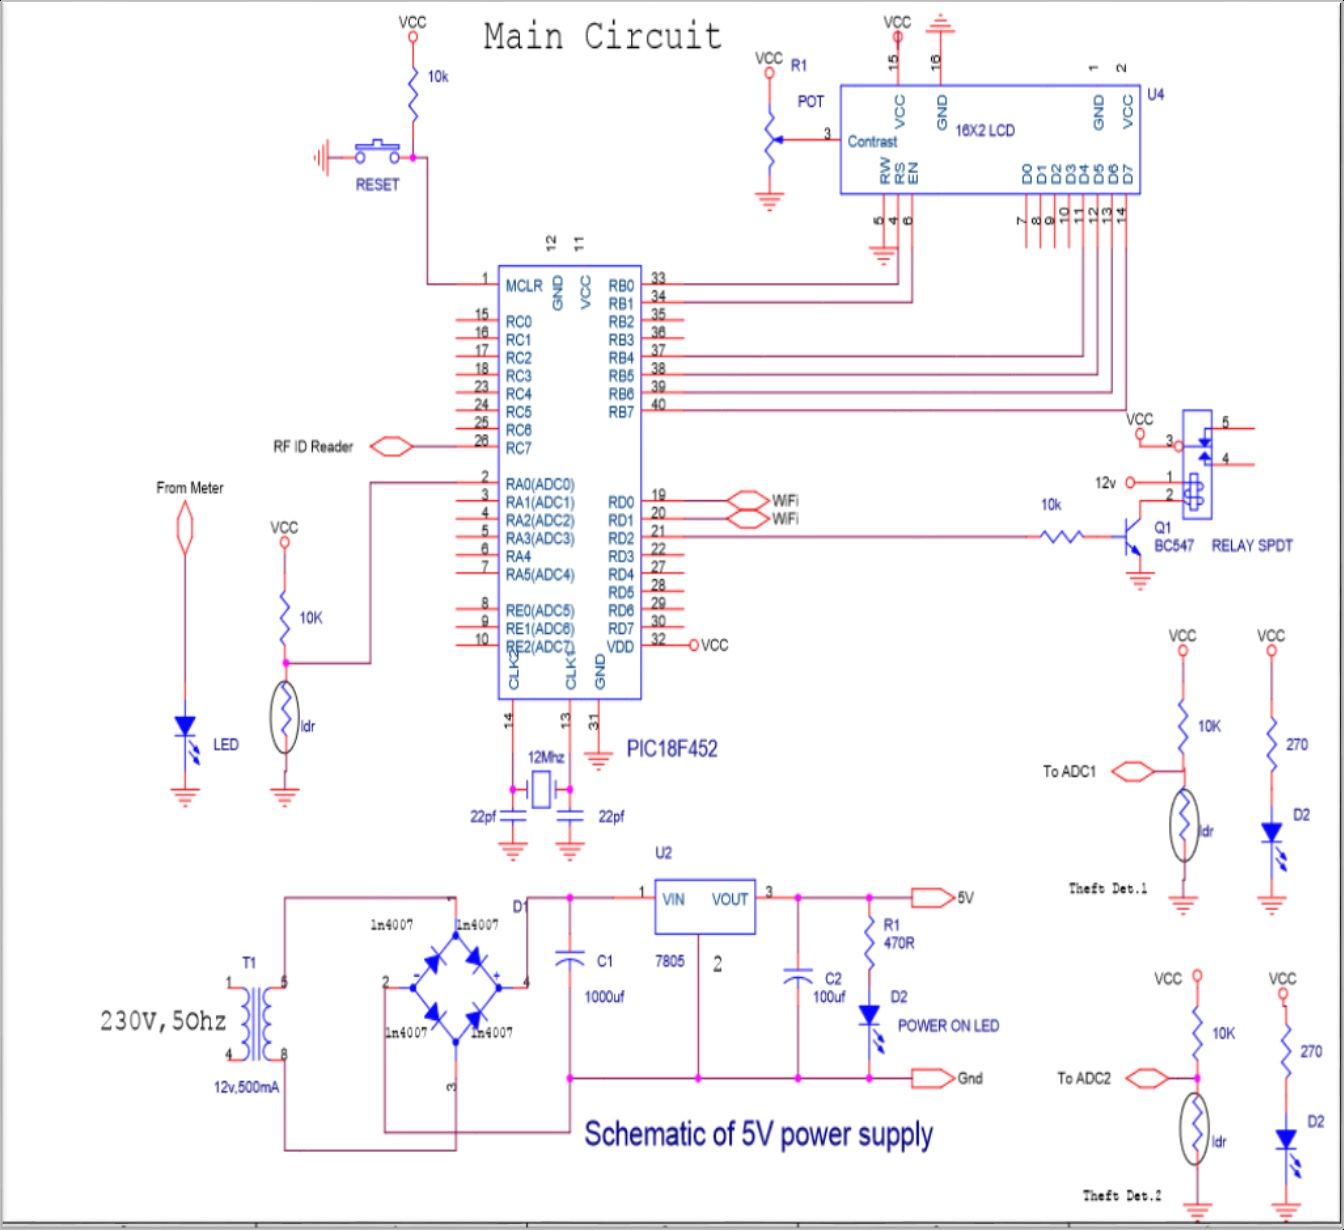 Main Circuit
VCC
10k
RESET
VCC
R1
POT
VCC
15
16
1
2
U4
VCC
GND
16X2 LCD
GND
VCC
3
Contrast
RW
RS
EN
D0
D1
D2
D3
D4
D5
D6
D7
5
4
6
7
8
9
10
11
12
13
14
12
11
GND
VCC
1
MCLR
RB0
33
RB1
34
15
RC0
RB2
35
16
RC1
RB3
36
17
RC2
RB4
37
18
RC3
RB5
38
23
RC4
RB6
39
24
RC5
RB7
40
25
RC6
RF ID Reader
26
RC7
2
RA0(ADC0)
3
RA1(ADC1)
RD0
19
WiFi
4
RA2(ADC2)
RD1
20
WiFi
5
RA3(ADC3)
RD2
21
6
RA4
RD3
22
7
RA5(ADC4)
RD4
27
RD5
28
8
RE0(ADC5)
RD6
29
9
RE1(ADC6)
RD7
30
10
RE2(ADC7)
VDD
32
VCC
CLK2
CLK1
GND
14
13
31
PIC18F452
12Mhz
22pf
22pf
VCC
3
5
4
12v
1
2
10k
Q1
BC547
RELAY SPDT
From Meter
LED
VCC
10K
ldr
VCC
10K
To ADC1
ldr
Theft Det.1
VCC
270
D2
VCC
10K
To ADC2
ldr
Theft Det.2
VCC
270
D2
U2
1
VIN
VOUT
3
5V
7805
2
D1
1n4007
1n4007
1
2
-
+
4
1n4007
1n4007
3
T1
1
5
230V,50hz
4
8
12v,500mA
C1
1000uf
C2
100uf
R1
470R
D2
POWER ON LED
Gnd
Schematic of 5V power supply